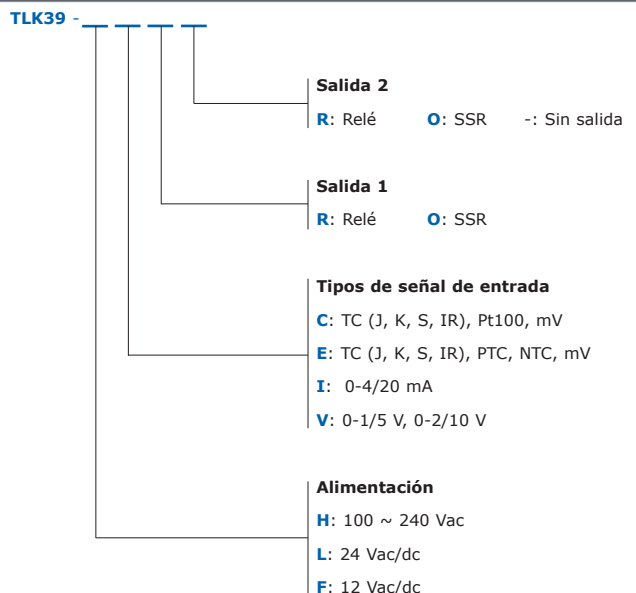 TLK39 -
Salida 2
R: Relé O: SSR -: Sin salida
Salida 1
R: Relé O: SSR
Tipos de señal de entrada
C: TC (J, K, S, IR), Pt100, mV
E: TC (J, K, S, IR), PTC, NTC, mV
I: 0-4/20 mA
V: 0-1/5 V, 0-2/10 V
Alimentación
H: 100 ~ 240 Vac
L: 24 Vac/dc
F: 12 Vac/dc